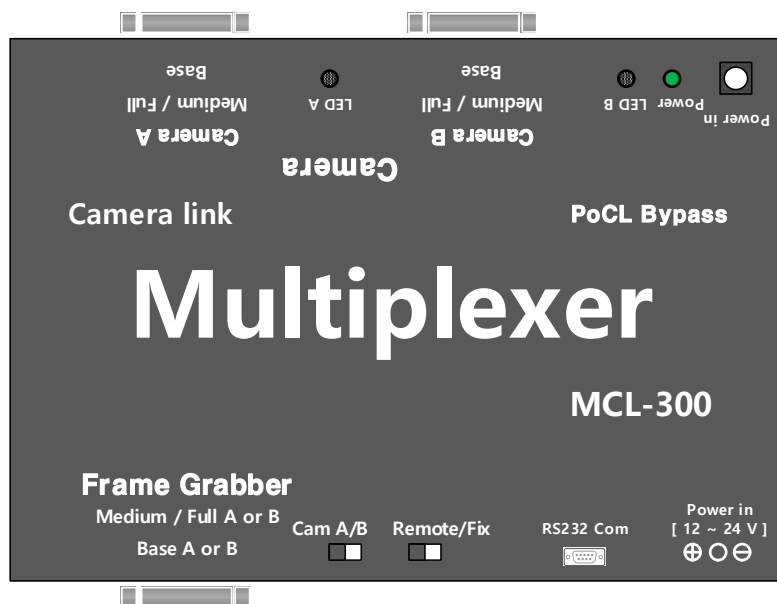 Base
Medium / Full
Camera A
LED A
Base
Medium / Full
Camera B
LED B
Power
Power in
Camera
Camera link
PoCL Bypass
Multiplexer
MCL-300
Frame Grabber
Medium / Full A or B
Base A or B
Cam A/B
Remote/Fix
RS232 Com
Power in
[ 12 ~ 24 V ]